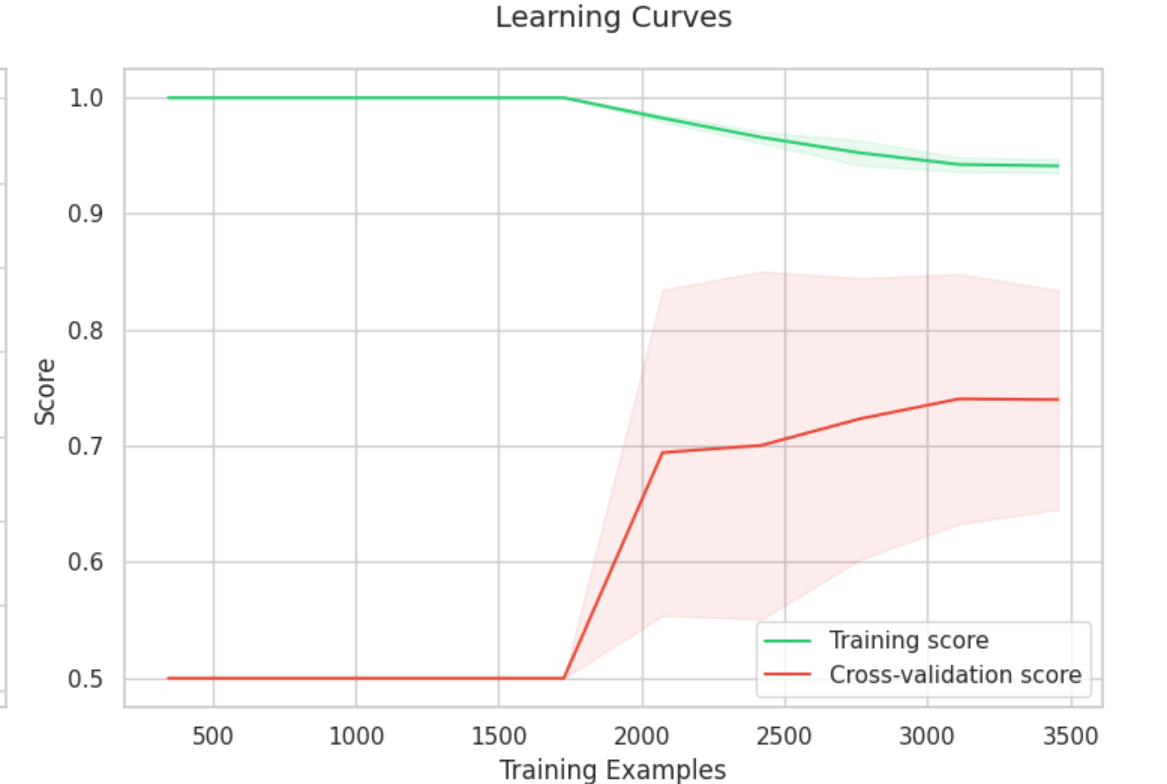 Learning Curves
1.0
0.9
0.8
0.7
0.6
0.5
Score
Training score
Cross-validation score
500 1000 1500 2000 2500 3000 3500
Training Examples